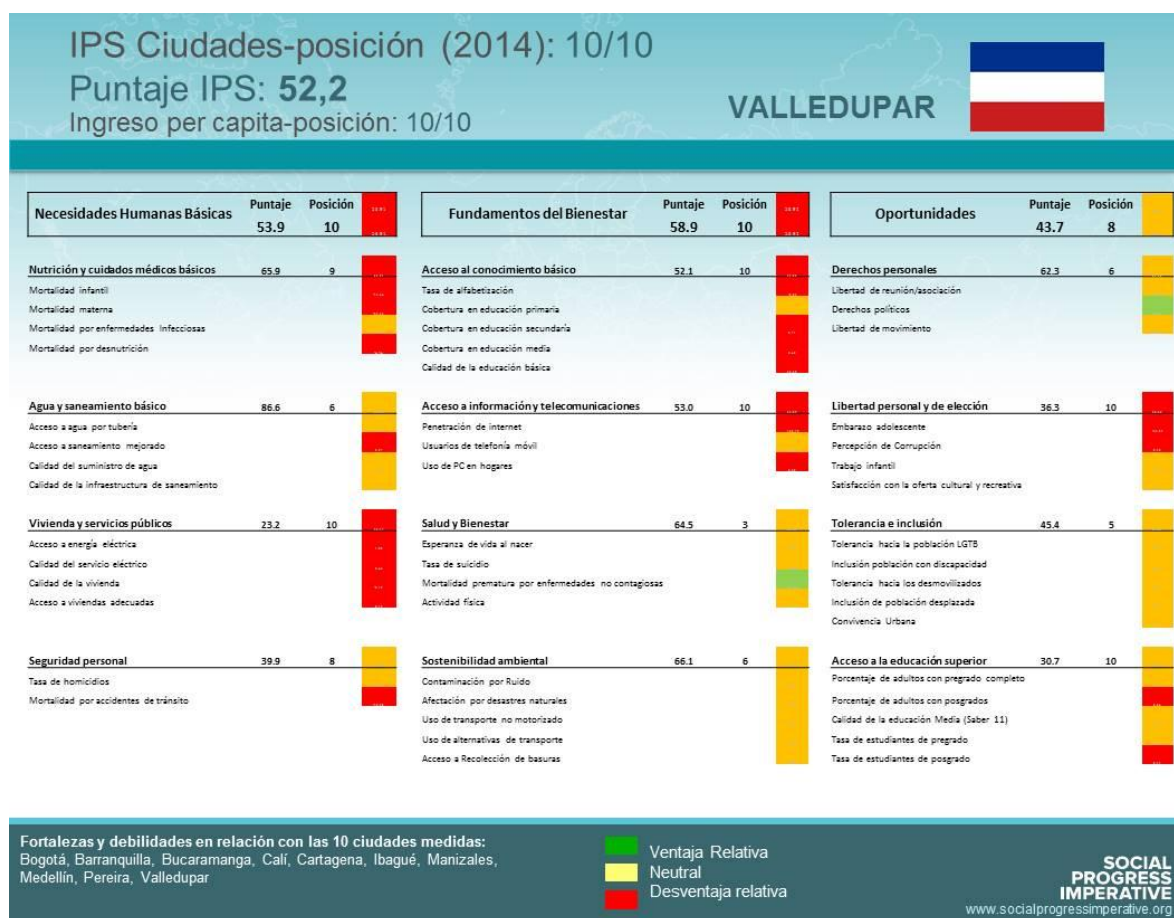 IPS Ciudades-posición (2014): 10/10
Puntaje IPS: 52,2
Ingreso per capita-posición: 10/10
VALLEDUPAR
Necesidades Humanas Básicas Puntaje Posición
53.9 10
Nutrición y cuidados médicos básicos 65.9 9
Mortalidad infantil
Mortalidad materna
Mortalidad por enfermedades Infecciosas
Mortalidad por desnutrición
Agua y saneamiento básico 86.6 6
Acceso a agua por tubería
Acceso a saneamiento mejorado
Calidad del suministro de agua
Calidad de la infraestructura de saneamiento
Vivienda y servicios públicos 23.2 10
Acceso a energía eléctrica
Calidad del servicio eléctrico
Calidad de la vivienda
Acceso a viviendas adecuadas
Seguridad personal 39.9 8
Tasa de homicidios
Mortalidad por accidentes de tránsito
Fundamentos del Bienestar Puntaje Posición
58.9 10
Acceso al conocimiento básico 52.1 10
Tasa de alfabetización
Cobertura en educación primaria
Cobertura en educación secundaría
Cobertura en educación media
Calidad de la educación básica
Acceso a información y telecomunicaciones 53.0 10
Penetración de internet
Usuarios de telefonía móvil
Uso de PC en hogares
Salud y Bienestar 64.5 3
Esperanza de vida al nacer
Tasa de suicidio
Mortalidad prematura por enfermedades no contagiosas
Actividad física
Sostenibilidad ambiental 66.1 6
Contaminación por Ruido
Afectación por desastres naturales
Uso de transporte no motorizado
Uso de alternativas de transporte
Acceso a Recolección de basuras
Oportunidades Puntaje Posición
43.7 8
Derechos personales 62.3 6
Libertad de reunión/asociación
Derechos políticos
Libertad de movimiento
Libertad personal y de elección 36.3 10
Embarazo adolescente
Percepción de Corrupción
Trabajo infantil
Satisfacción con la oferta cultural y recreativa
Tolerancia e inclusión 45.4 5
Tolerancia hacia la población LGTB
Inclusión población con discapacidad
Tolerancia hacia los desmovilizados
Inclusión de población desplazada
Convivencia Urbana
Acceso a la educación superior 30.7 10
Porcentaje de adultos con pregrado completo
Porcentaje de adultos con posgrados
Calidad de la educación Media (Saber 11)
Tasa de estudiantes de pregrado
Tasa de estudiantes de posgrado
Fortalezas y debilidades en relación con las 10 ciudades medidas:
Bogotá, Barranquilla, Bucaramanga, Calí, Cartagena, Ibagué, Manizales,
Medellín, Pereira, Valledupar
Ventaja Relativa
Neutral
Desventaja relativa
SOCIAL
PROGRESS
IMPERATIVE
www.socialprogressimperative.org